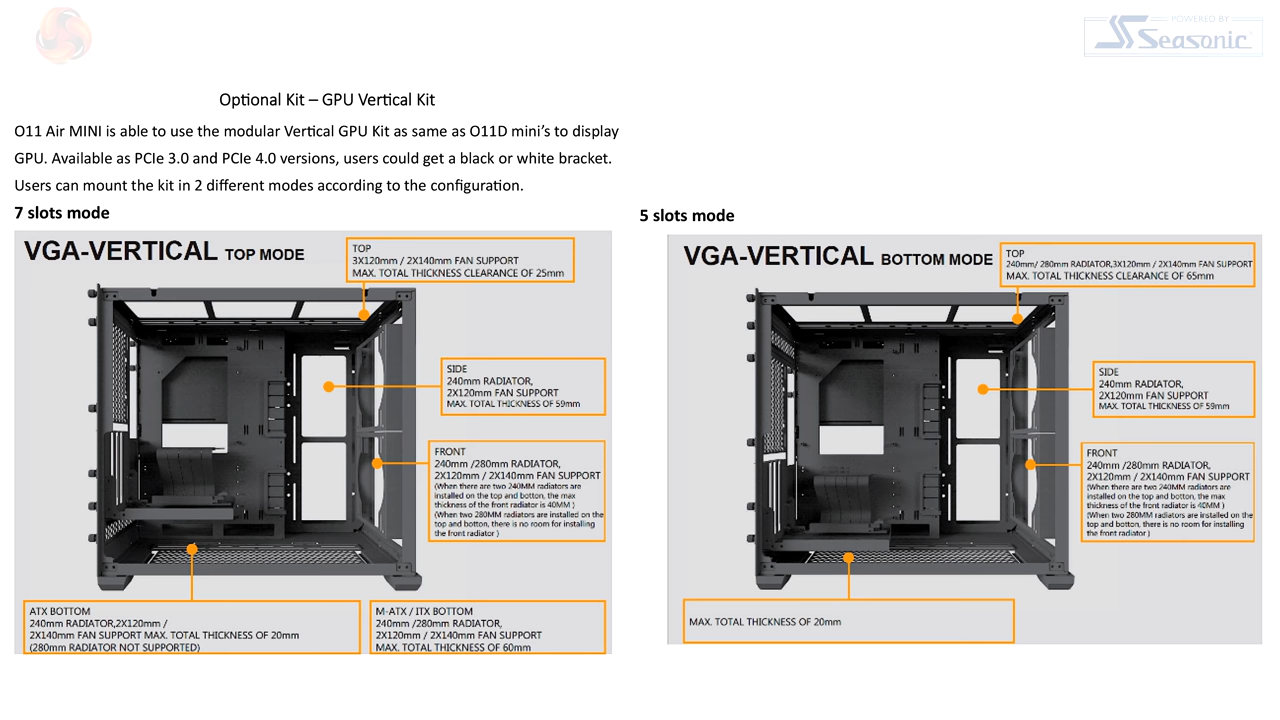 POWERED BY
Seasonic
Optional Kit – GPU Vertical Kit
O11 Air MINI is able to use the modular Vertical GPU Kit as same as O11D mini's to display
GPU. Available as PCIe 3.0 and PCIe 4.0 versions, users could get a black or white bracket.
Users can mount the kit in 2 different modes according to the configuration.
7 slots mode
VGA-VERTICAL TOP MODE
TOP
3X120mm / 2X140mm FAN SUPPORT
MAX. TOTAL THICKNESS CLEARANCE OF 25mm
SIDE
240mm RADIATOR,
2X120mm FAN SUPPORT
MAX. TOTAL THICKNESS OF 59mm
FRONT
240mm /280mm RADIATOR,
2X120mm / 2X140mm FAN SUPPORT
(When there are two 240MM radiators are
installed on the top and botton, the max
thickness of the front radiator is 40MM )
(When two 280MM radiators are installed on the
top and botton, there is no room for installing
the front radiator )
ATX BOTTOM
240mm RADIATOR,2X120mm /
2X140mm FAN SUPPORT MAX. TOTAL THICKNESS OF 20mm
(280mm RADIATOR NOT SUPPORTED)
M-ATX / ITX BOTTOM
240mm /280mm RADIATOR,
2X120mm / 2X140mm FAN SUPPORT
MAX. TOTAL THICKNESS OF 60mm
5 slots mode
VGA-VERTICAL BOTTOM MODE
TOP
240mm/ 280mm RADIATOR,3X120mm / 2X140mm FAN SUPPORT
MAX. TOTAL THICKNESS CLEARANCE OF 65mm
SIDE
240mm RADIATOR,
2X120mm FAN SUPPORT
MAX. TOTAL THICKNESS OF 59mm
FRONT
240mm /280mm RADIATOR,
2X120mm / 2X140mm FAN SUPPORT
(When there are two 240MM radiators are
installed on the top and botton, the max
thickness of the front radiator is 40MM )
(When two 280MM radiators are installed on the
top and botton, there is no room for installing
the front radiator )
MAX. TOTAL THICKNESS OF 20mm